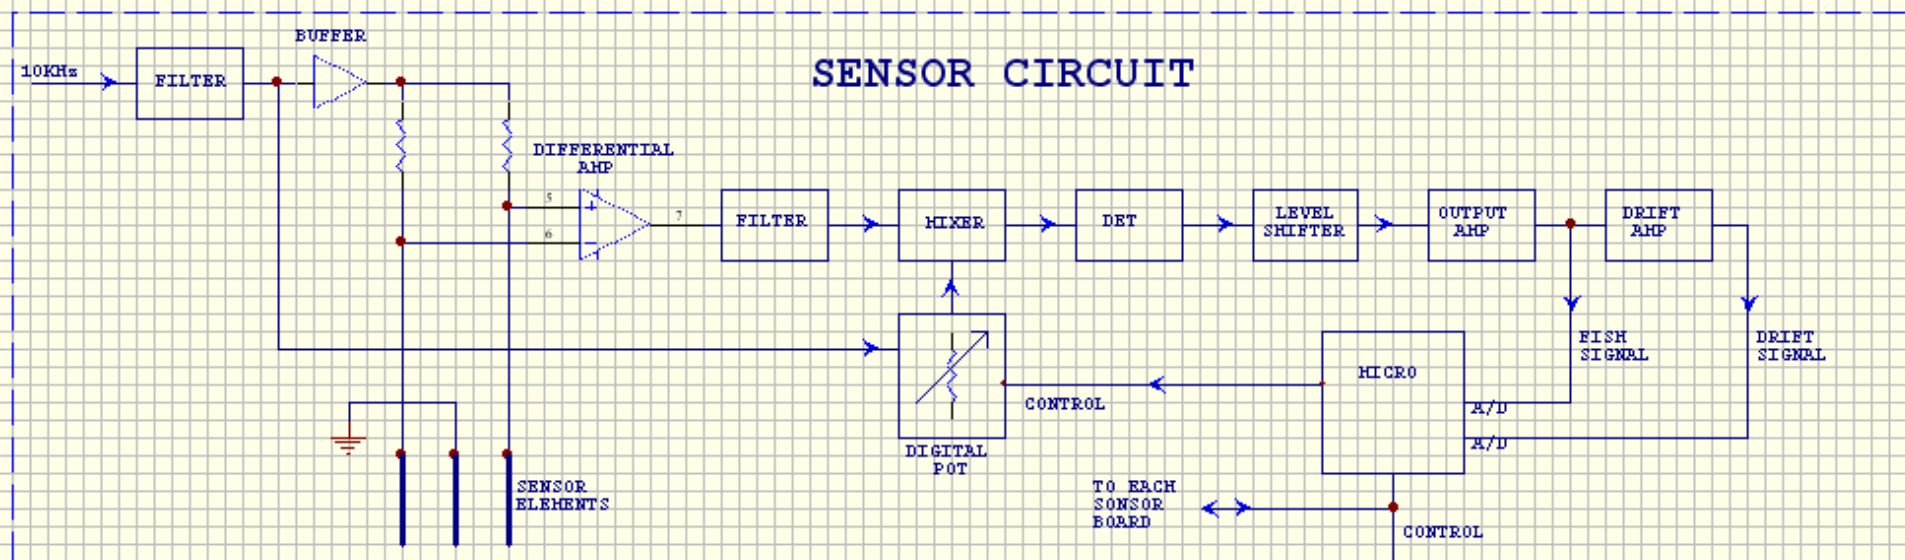 BUFFER
10KHz
FILTER
SENSOR CIRCUIT
DIFFERENTIAL
AMP
5
+
6
-
7
FILTER
MIXER
DET
LEVEL
SHIFTER
OUTPUT
AMP
DRIFT
AMP
FISH
SIGNAL
DRIFT
SIGNAL
MICRO
A/D
A/D
CONTROL
DIGITAL
POT
SENSOR
ELEMENTS
TO EACH
SONSOR
BOARD
CONTROL